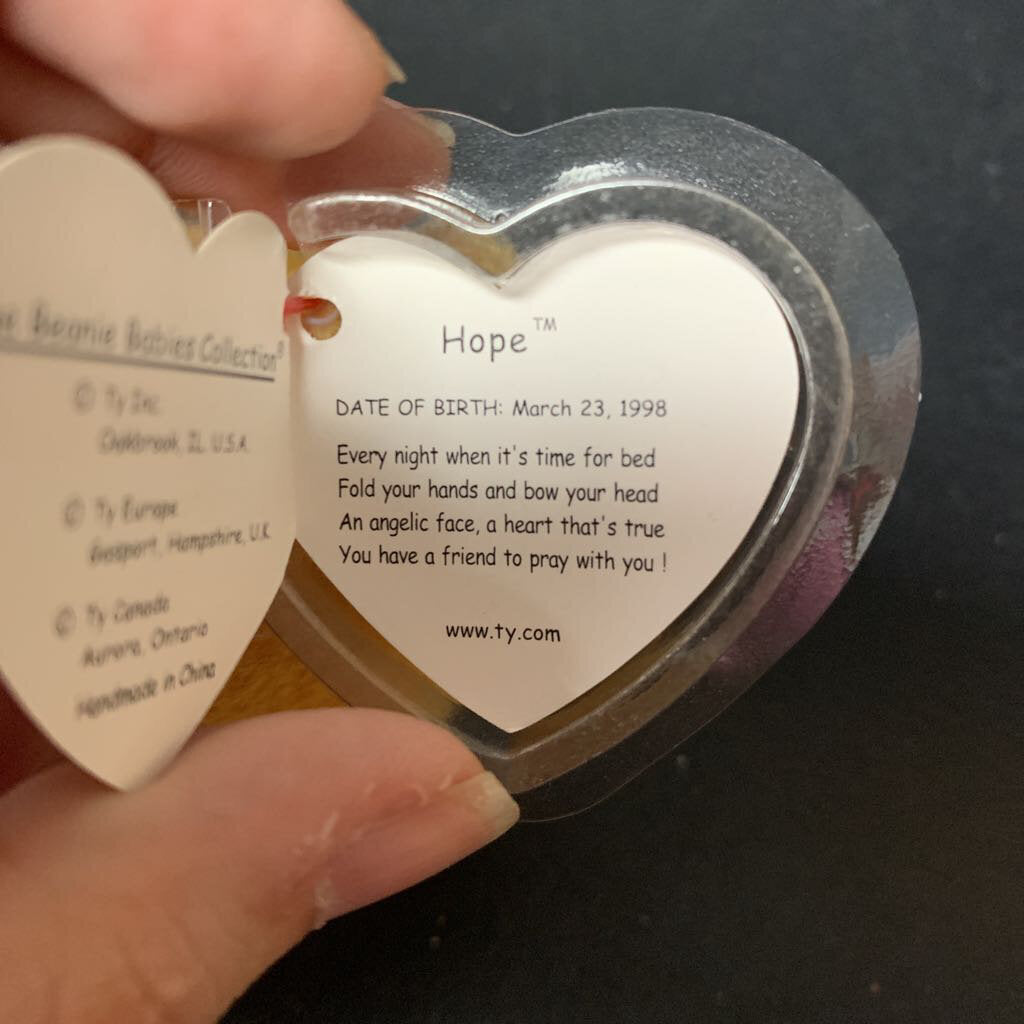 Beanie Babies Collection®
© Ty Inc.
Oakbrook, IL U.S.A.
© Ty Europe
Gosport, Hampshire, U.K.
© Ty Canada
Aurora, Ontario
Handmade in China
Hope™
DATE OF BIRTH: March 23, 1998
Every night when it's time for bed
Fold your hands and bow your head
An angelic face, a heart that's true
You have a friend to pray with you !
www.ty.com